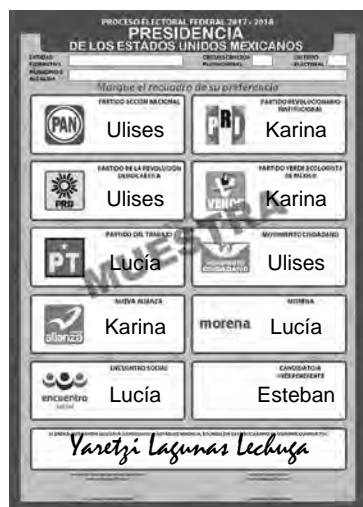 PROCESO ELECTORAL FEDERAL 2017 - 2018
PRESIDENCIA
DE LOS ESTADOS UNIDOS MEXICANOS
Marque el recuadro de su preferencia
PARTIDO ACCIÓN NACIONAL
PAN
Ulises
PARTIDO REVOLUCIONARIO
INSTITUCIONAL
PRI
Karina
PARTIDO DE LA REVOLUCIÓN
DEMOCRÁTICA
PRD
Ulises
PARTIDO VERDE ECOLOGISTA
DE MÉXICO
VERDE
Karina
MUESTRA
PARTIDO DEL TRABAJO
PT
Lucía
MOVIMIENTO CIUDADANO
MOVIMIENTO
CIUDADANO
Ulises
NUEVA ALIANZA
alianza
Karina
MORENA
morena
Lucía
ENCUENTRO SOCIAL
encuentro
social
Lucía
CANDIDATO/A
INDEPENDIENTE
Esteban
Yaretzi Lagunas Lechuga